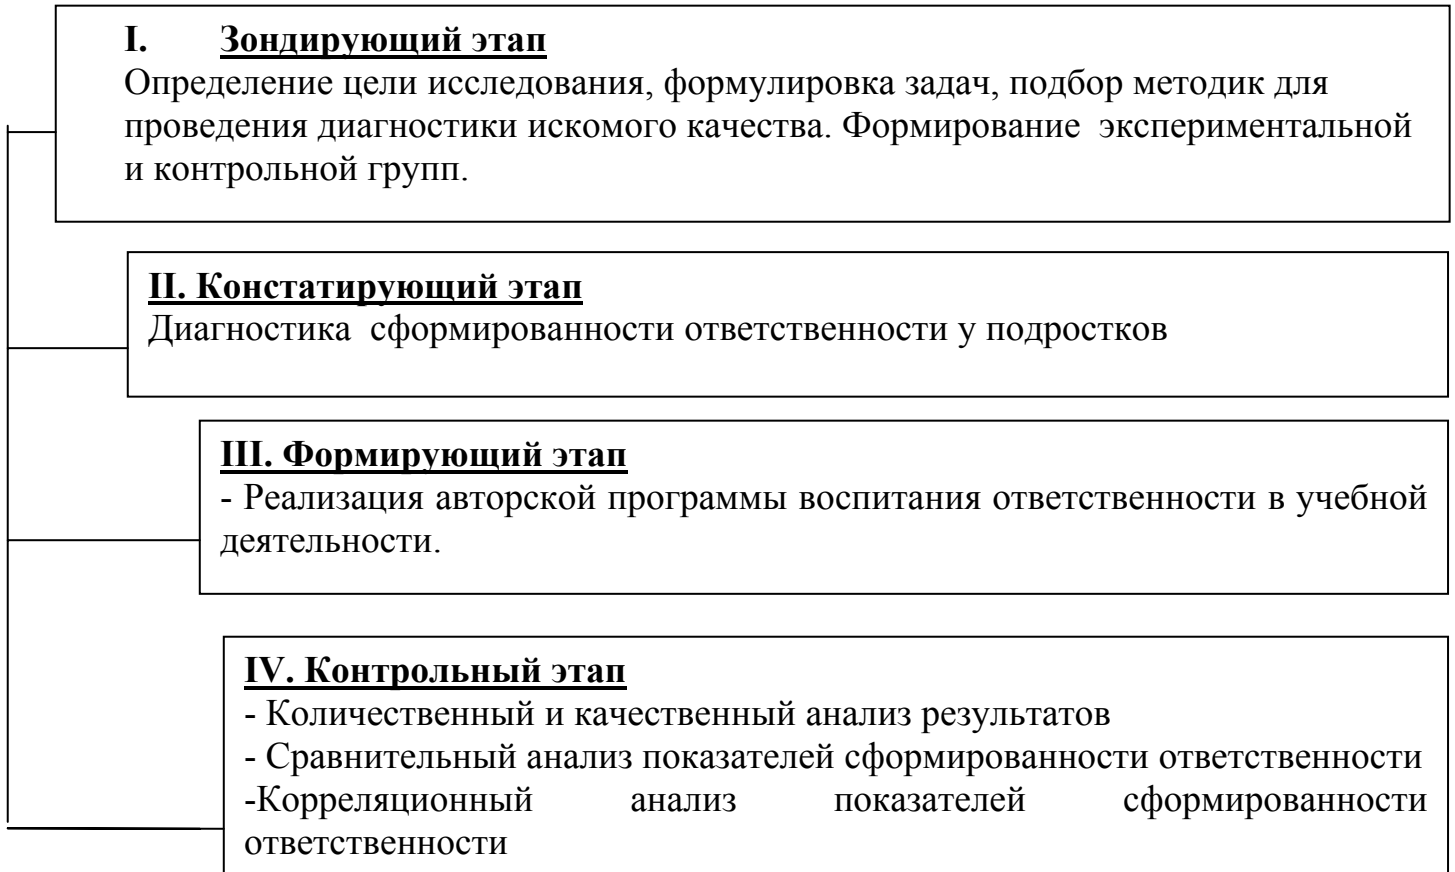 I. Зондирующий этап
Определение цели исследования, формулировка задач, подбор методик для
проведения диагностики искомого качества. Формирование экспериментальной
и контрольной групп.
II. Констатирующий этап
Диагностика сформированности ответственности у подростков
III. Формирующий этап
- Реализация авторской программы воспитания ответственности в учебной
деятельности.
IV. Контрольный этап
- Количественный и качественный анализ результатов
- Сравнительный анализ показателей сформированности ответственности
-Корреляционный анализ показателей сформированности
ответственности